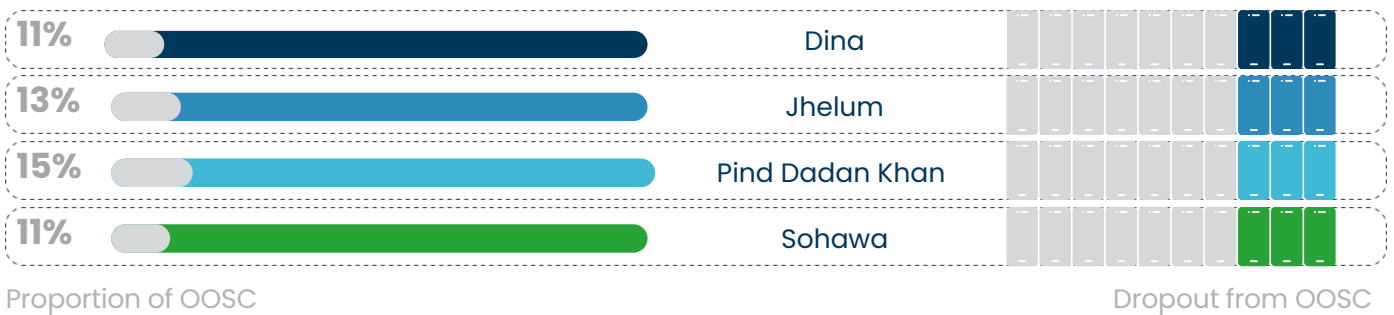 11% Dina
13% Jhelum
15% Pind Dadan Khan
11% Sohawa
Proportion of OOSC Dropout from OOSC